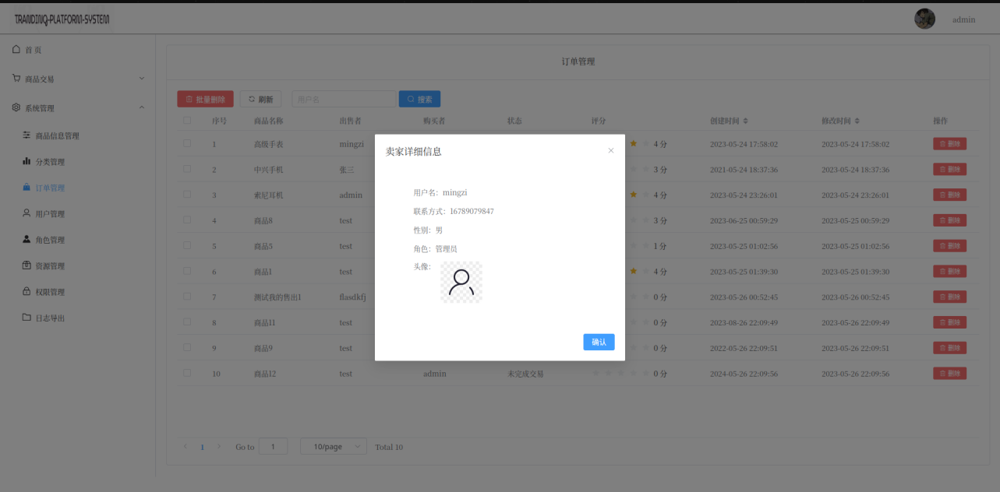 TRANDINQ-PLATFORM-SYSTEM
admin
首页
商品交易
系统管理
商品信息管理
分类管理
订单管理
用户管理
角色管理
资源管理
权限管理
日志导出
订单管理
批量删除 刷新 用户名 搜索
序号 商品名称 出售者 购买者 状态 评分 创建时间 修改时间 操作
1 高级手表 mingzi 4 分 2023-05-24 17:58:02 2023-05-24 17:58:02 删除
2 中兴手机 张三 3 分 2021-05-24 18:37:36 2023-05-24 18:37:36 删除
3 索尼耳机 admin 4 分 2023-05-24 23:26:01 2023-05-24 23:26:01 删除
4 商品8 test 3 分 2023-06-25 00:59:29 2023-05-25 00:59:29 删除
5 商品5 test 1 分 2023-05-25 01:02:56 2023-05-25 01:02:56 删除
6 商品1 test 4 分 2023-05-25 01:39:30 2023-05-25 01:39:30 删除
7 测试我的售出1 flasdkfj 0 分 2023-05-26 00:52:45 2023-05-26 00:52:45 删除
8 商品11 test 0 分 2023-08-26 22:09:49 2023-05-26 22:09:49 删除
9 商品9 test 0 分 2022-05-26 22:09:51 2023-05-26 22:09:51 删除
10 商品12 test admin 未完成交易 0 分 2024-05-26 22:09:56 2023-05-26 22:09:56 删除
卖家详细信息
用户名：mingzi
联系方式：16789079847
性别：男
角色：管理员
头像：
确认
1 Go to 1 10/page Total 10